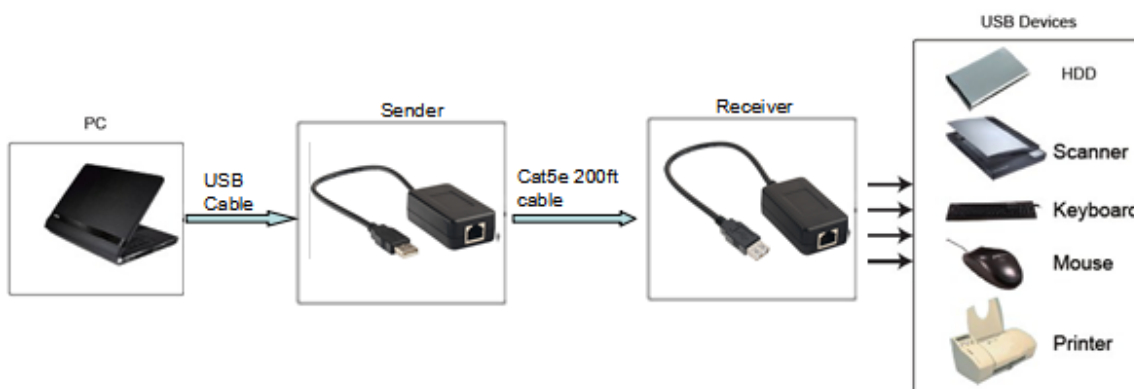 USB Devices
HDD
Receiver
Sender
PC
Scanner
USB
Cable
Cat5e 200ft
cable
Keyboard
Mouse
Printer